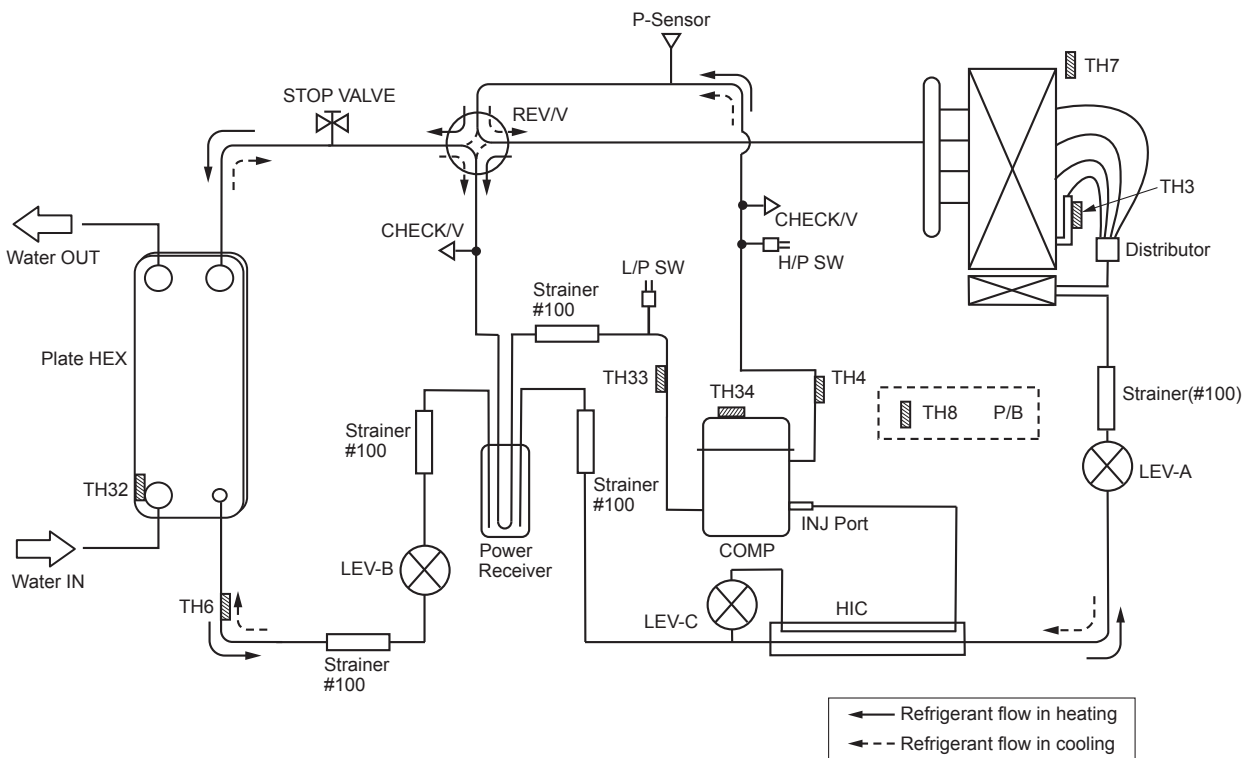 P-Sensor
TH7
STOP VALVE
REV/V
TH3
CHECK/V
CHECK/V
Water OUT
Distributor
L/P SW
H/P SW
Strainer
#100
Plate HEX
TH33
TH4
TH34
Strainer(#100)
TH8 P/B
Strainer
#100
LEV-A
TH32
Strainer
#100
INJ Port
COMP
Power
Receiver
LEV-B
Water IN
TH6
LEV-C
HIC
Strainer
#100
Refrigerant flow in heating
Refrigerant flow in cooling